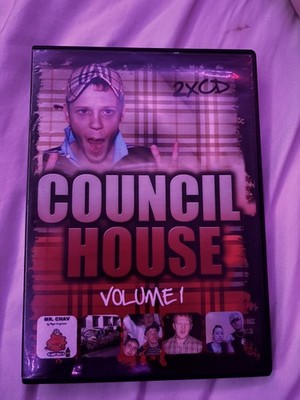 2XCD
COUNCIL
HOUSE
VOLUME 1
MR. CHAV